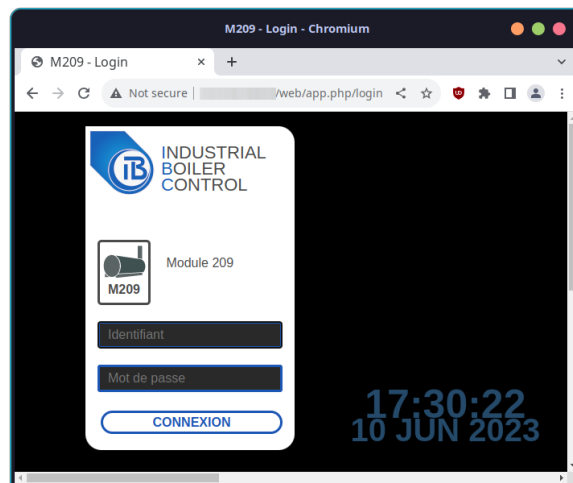 M209 - Login - Chromium
M209 - Login
Not secure
/web/app.php/login
INDUSTRIAL
BOILER
CONTROL
Module 209
M209
Identifiant
Mot de passe
CONNEXION
17:30:22
10 JUN 2023